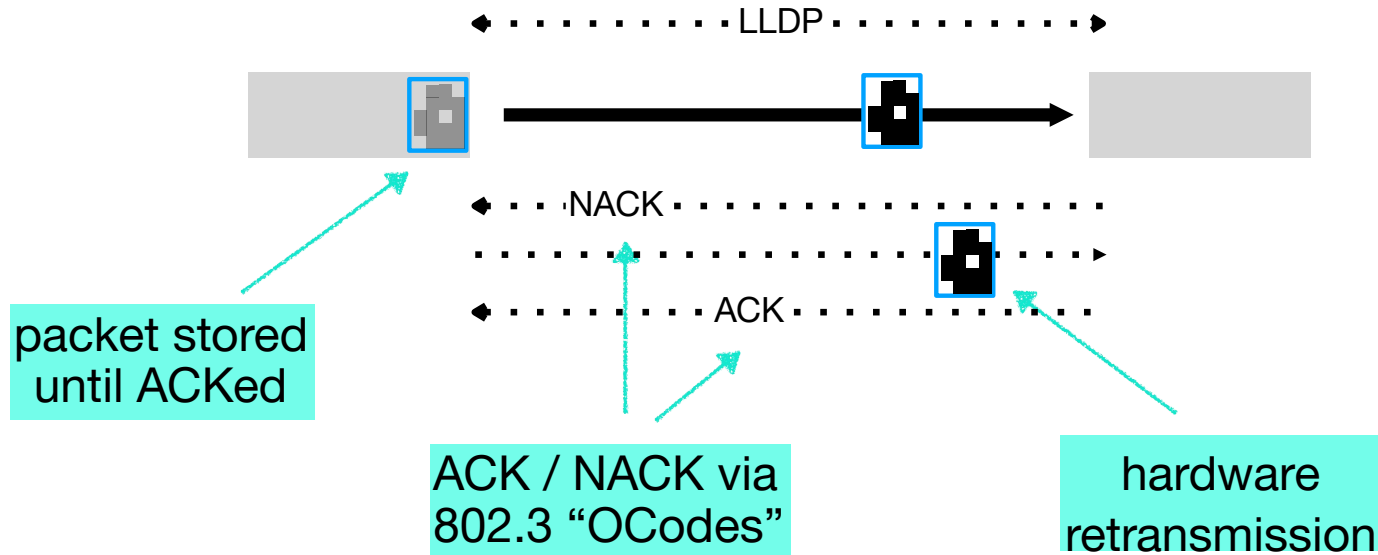 LLDP
NACK
ACK
packet stored
until ACKed
ACK / NACK via
802.3 “OCodes”
hardware
retransmission